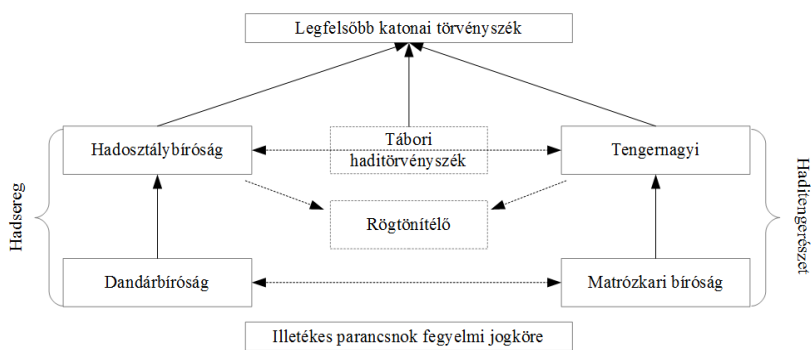 Legfelsőbb katonai törvényszék
Hadosztálybíróság
Tábori
haditörvényszék
Tengernagyi
Hadsereg
Haditengerészet
Rögtönítélő
Dandárbíróság
Matrózkari bíróság
Illetékes parancsnok fegyelmi jogköre